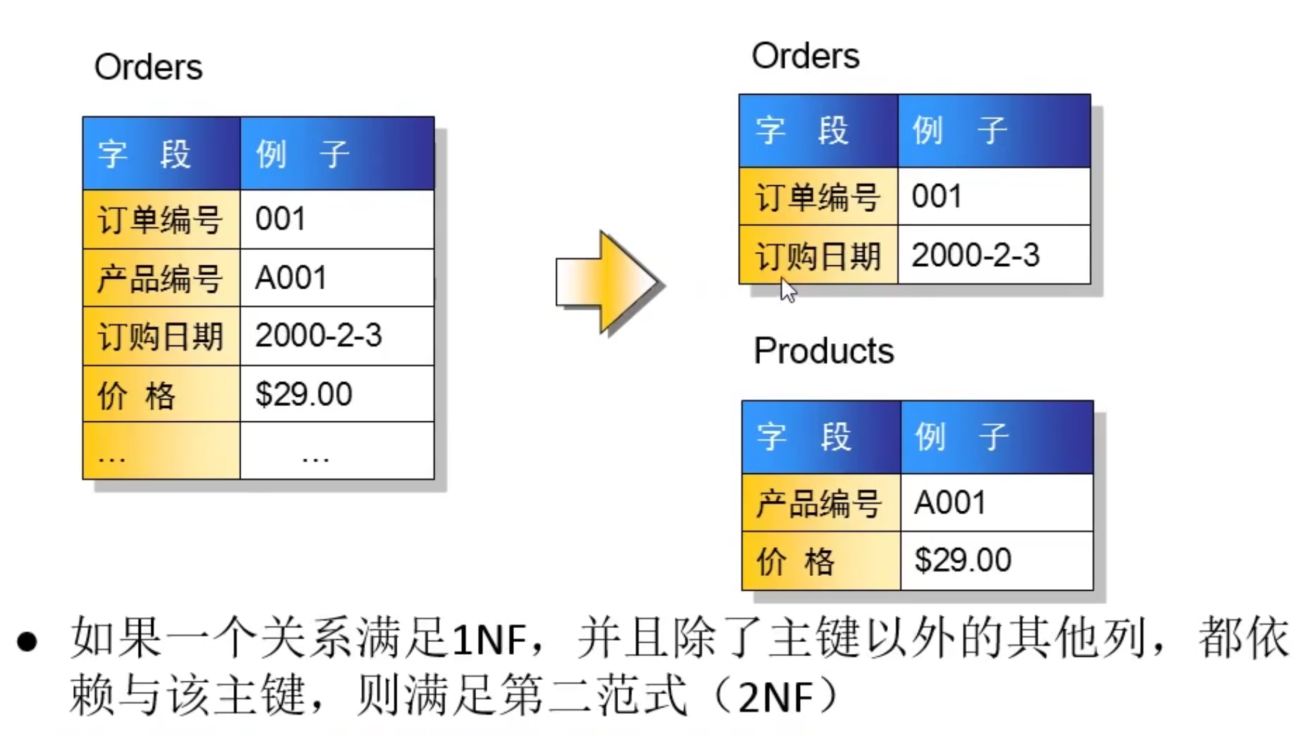 Orders
字 段 例 子
订单编号 001
产品编号 A001
订购日期 2000-2-3
价 格 $29.00
… …
Orders
字 段 例 子
订单编号 001
订购日期 2000-2-3
Products
字 段 例 子
产品编号 A001
价 格 $29.00
● 如果一个关系满足1NF，并且除了主键以外的其他列，都依
赖与该主键，则满足第二范式（2NF）